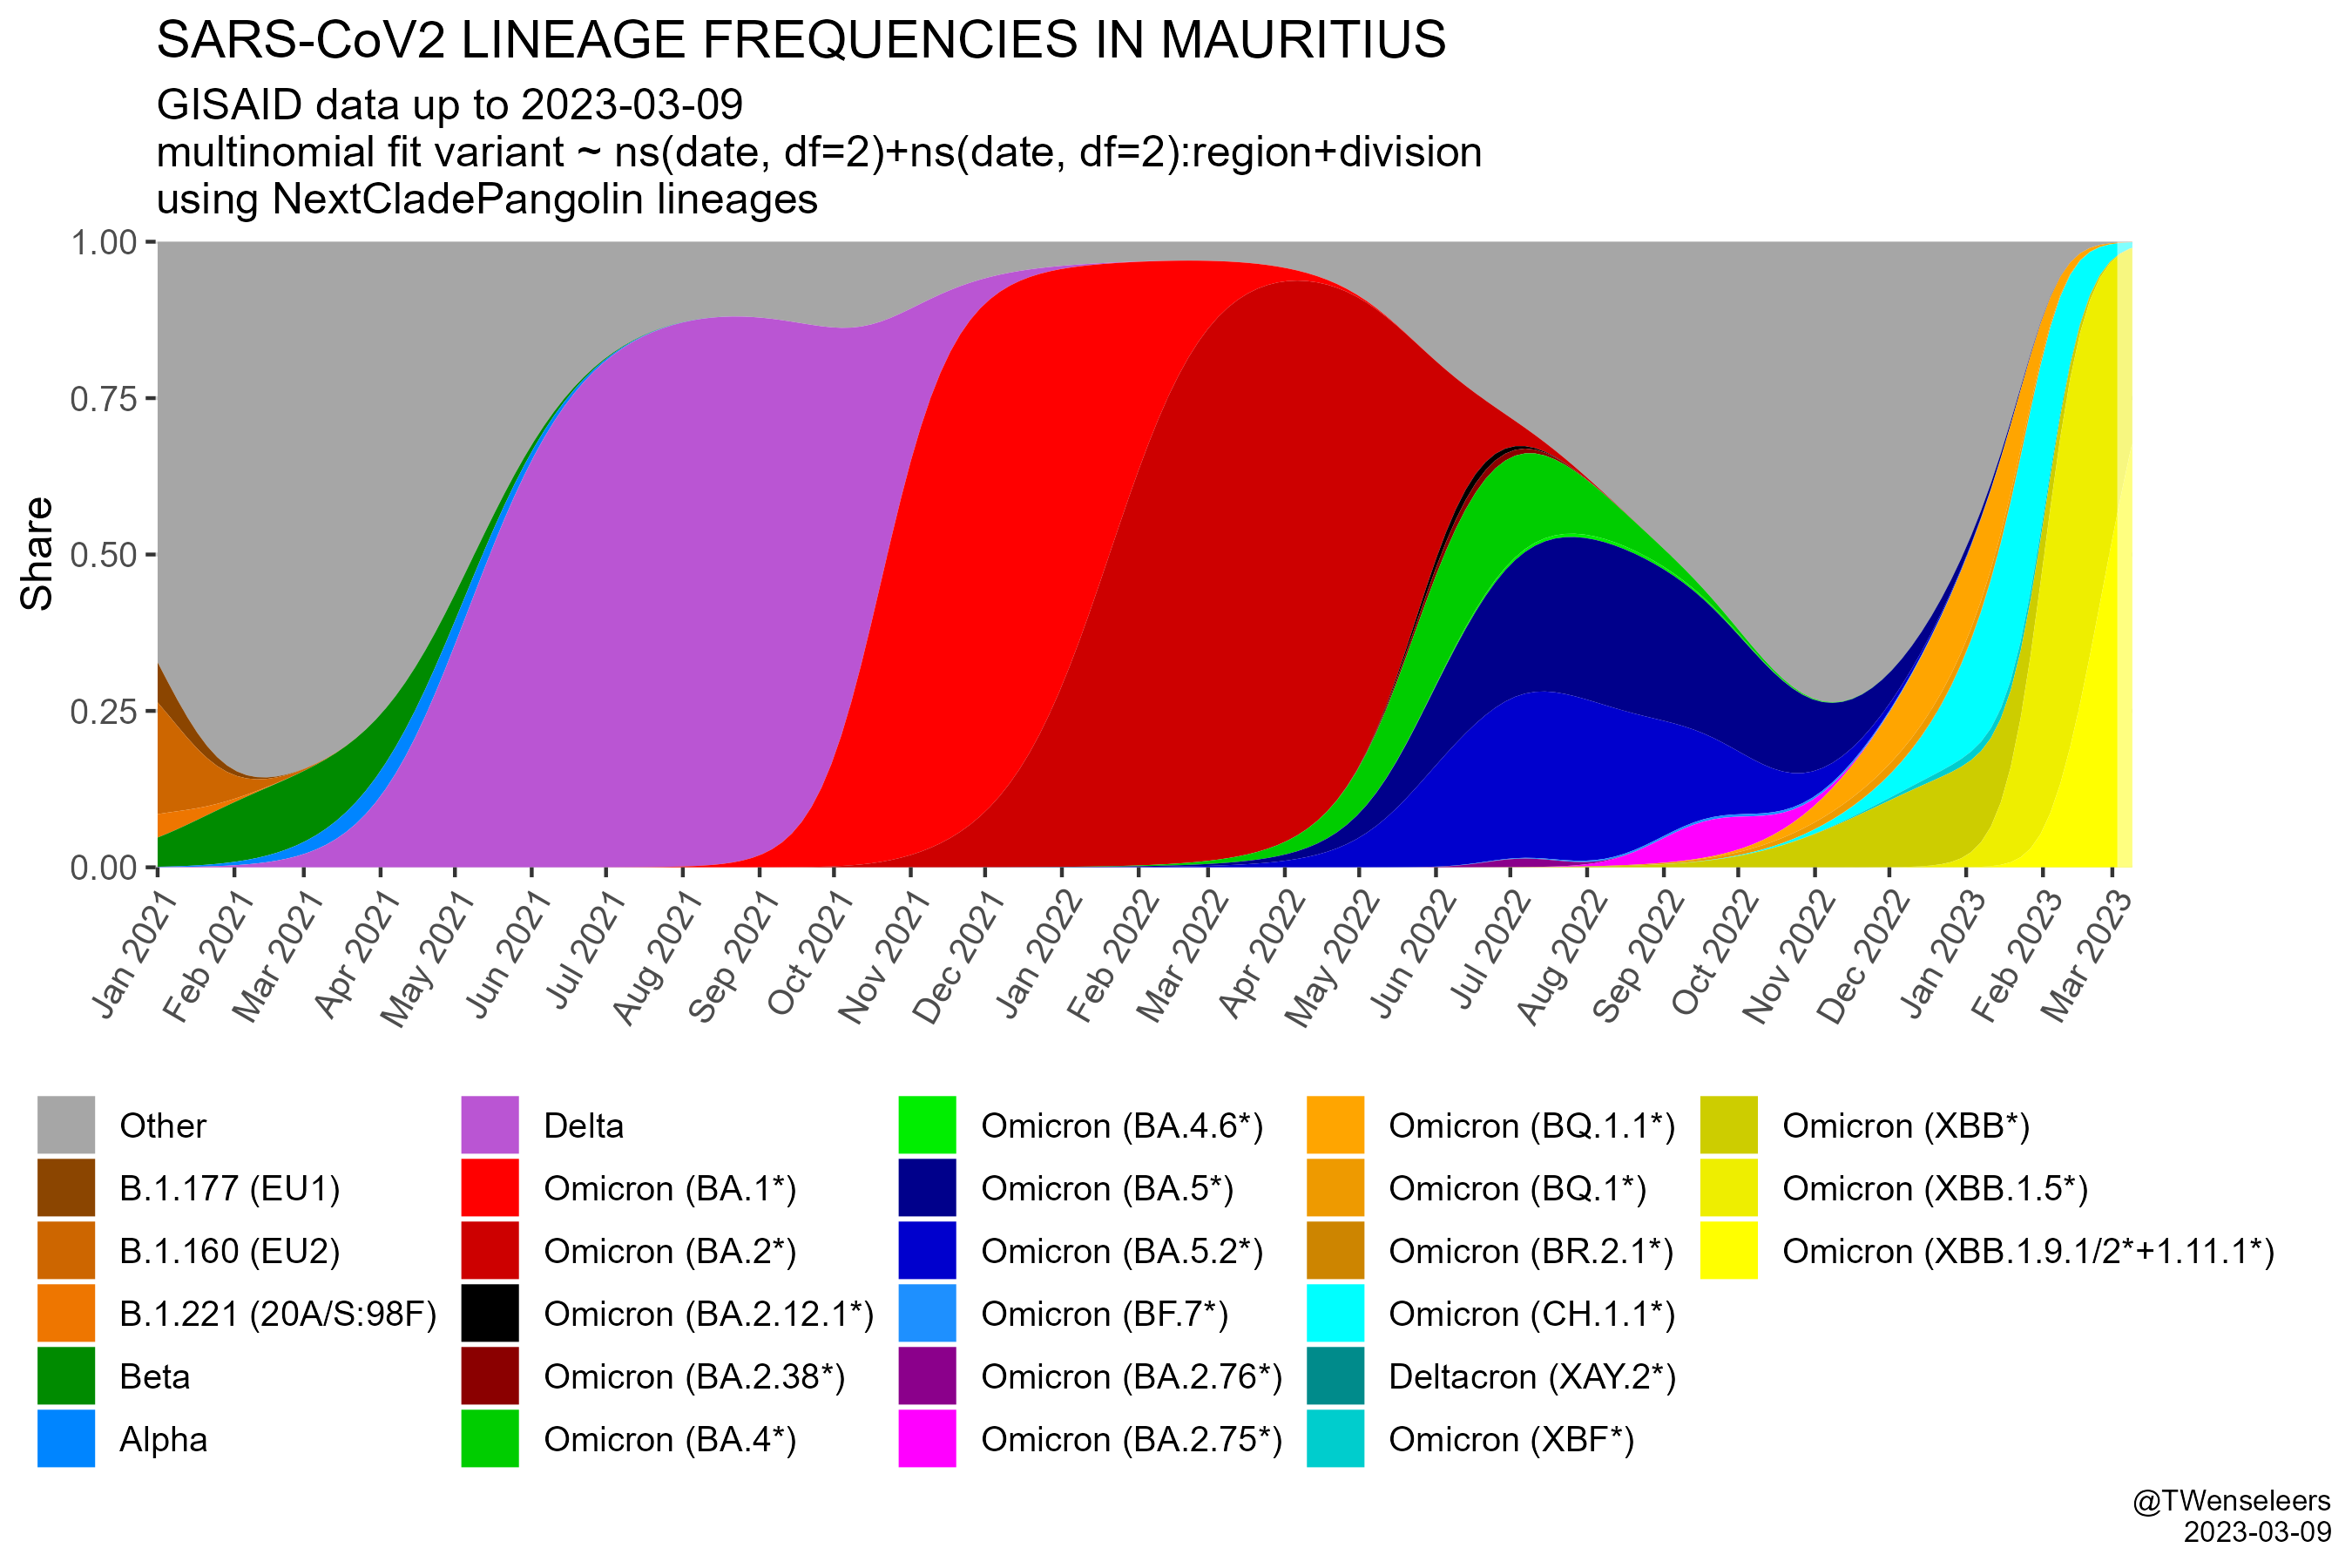 SARS-CoV2 LINEAGE FREQUENCIES IN MAURITIUS
GISAID data up to 2023-03-09
multinomial fit variant ~ ns(date, df=2)+ns(date, df=2):region+division
using NextCladePangolin lineages
Share
1.00
0.75
0.50
0.25
0.00
Jan 2021
Feb 2021
Mar 2021
Apr 2021
May 2021
Jun 2021
Jul 2021
Aug 2021
Sep 2021
Oct 2021
Nov 2021
Dec 2021
Jan 2022
Feb 2022
Mar 2022
Apr 2022
May 2022
Jun 2022
Jul 2022
Aug 2022
Sep 2022
Oct 2022
Nov 2022
Dec 2022
Jan 2023
Feb 2023
Mar 2023
Other
B.1.177 (EU1)
B.1.160 (EU2)
B.1.221 (20A/S:98F)
Beta
Alpha
Delta
Omicron (BA.1*)
Omicron (BA.2*)
Omicron (BA.2.12.1*)
Omicron (BA.2.38*)
Omicron (BA.4*)
Omicron (BA.4.6*)
Omicron (BA.5*)
Omicron (BA.5.2*)
Omicron (BF.7*)
Omicron (BA.2.76*)
Omicron (BA.2.75*)
Omicron (BQ.1.1*)
Omicron (BQ.1*)
Omicron (BR.2.1*)
Omicron (CH.1.1*)
Deltacron (XAY.2*)
Omicron (XBF*)
Omicron (XBB*)
Omicron (XBB.1.5*)
Omicron (XBB.1.9.1/2*+1.11.1*)
@TWenseleers
2023-03-09